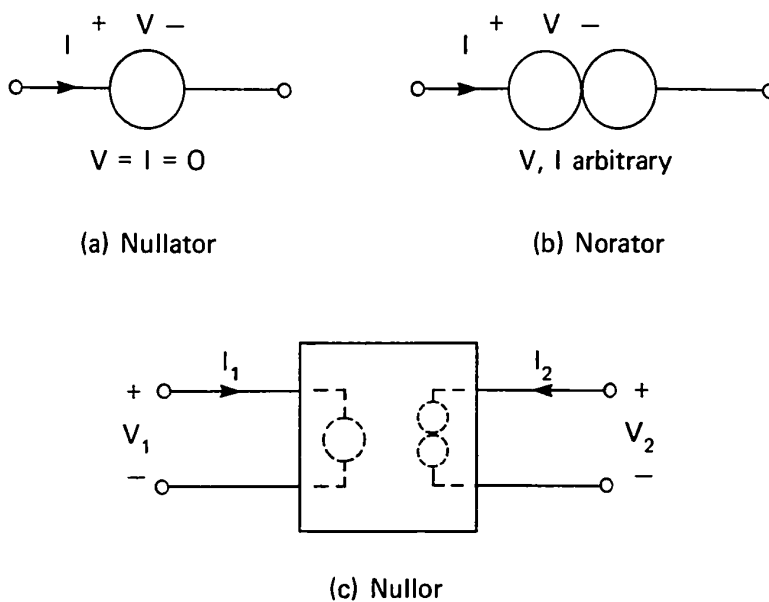 + V −
I
V = I = 0
(a) Nullator
+ V −
I
V, I arbitrary
(b) Norator
I₁
I₂
+
V₁
−
+
V₂
−
(c) Nullor